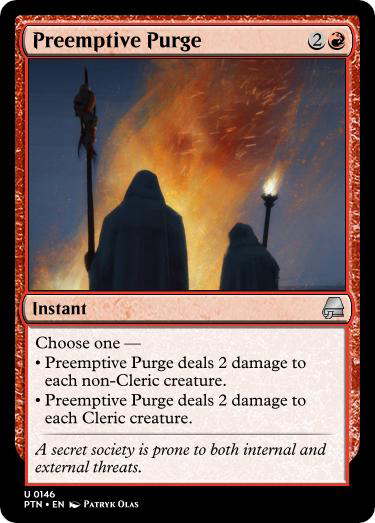 Preemptive Purge 2
Instant
Choose one —
• Preemptive Purge deals 2 damage to
each non-Cleric creature.
• Preemptive Purge deals 2 damage to
each Cleric creature.
A secret society is prone to both internal and
external threats.
U 0146
PTN • EN Patryk Olas